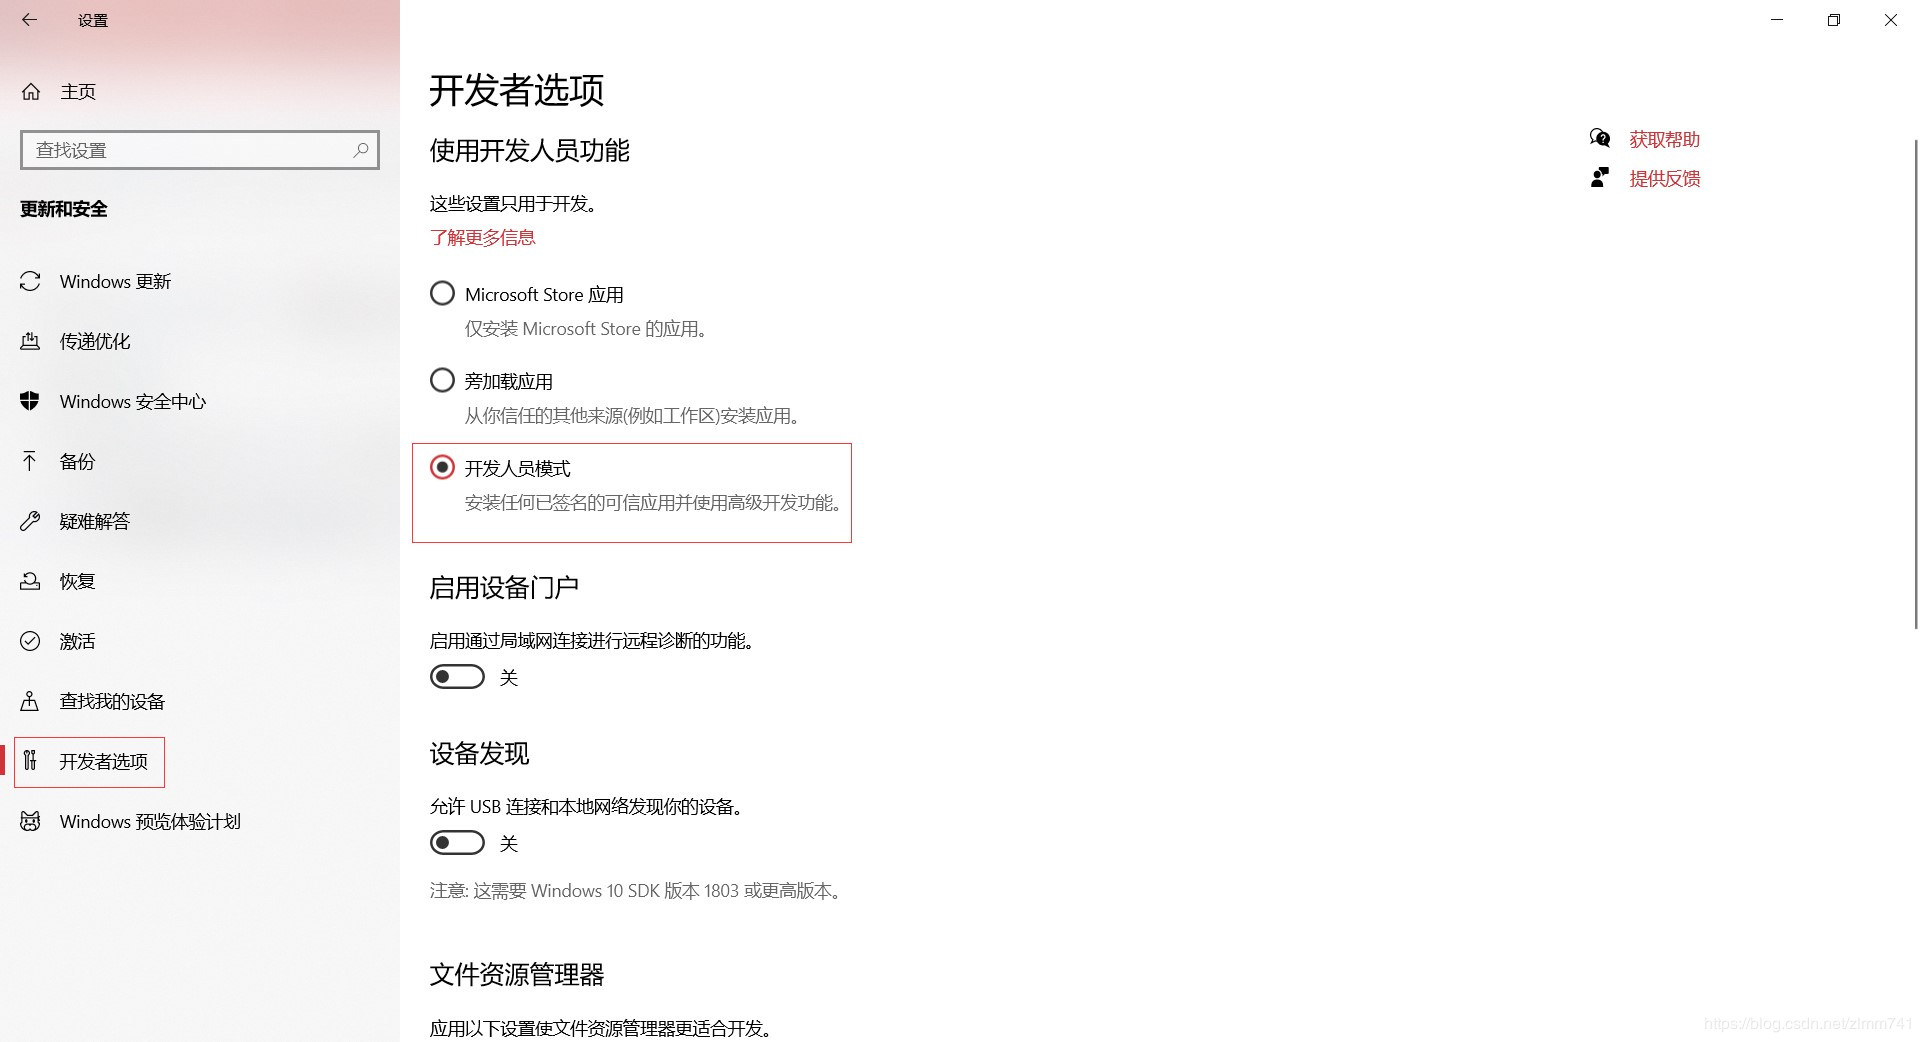 设置
主页
查找设置
更新和安全
Windows 更新
传递优化
Windows 安全中心
备份
疑难解答
恢复
激活
查找我的设备
开发者选项
Windows 预览体验计划
开发者选项
使用开发人员功能
这些设置只用于开发。
了解更多信息
Microsoft Store 应用
仅安装 Microsoft Store 的应用。
旁加载应用
从你信任的其他来源(例如工作区)安装应用。
开发人员模式
安装任何已签名的可信应用并使用高级开发功能。
启用设备门户
启用通过局域网连接进行远程诊断的功能。
关
设备发现
允许 USB 连接和本地网络发现你的设备。
关
注意: 这需要 Windows 10 SDK 版本 1803 或更高版本。
文件资源管理器
应用以下设置使文件资源管理器更适合开发。
获取帮助
提供反馈
https://blog.csdn.net/zlmm741